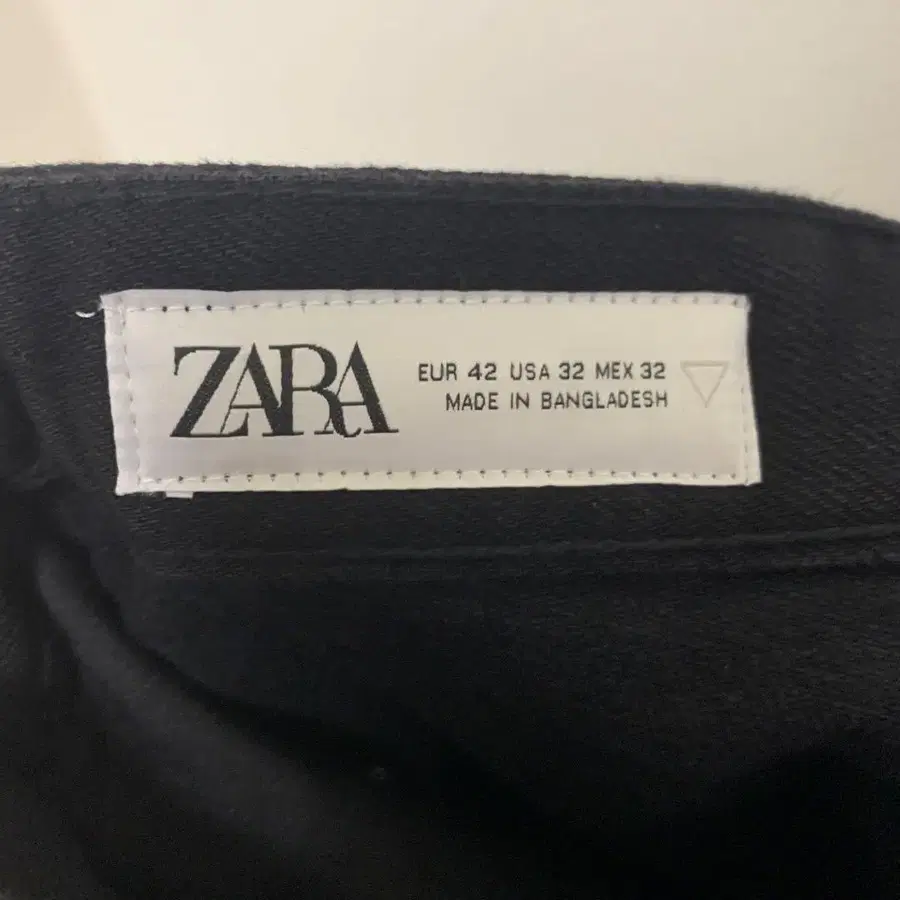 ZARA
EUR 42 USA 32 MEX 32
MADE IN BANGLADESH